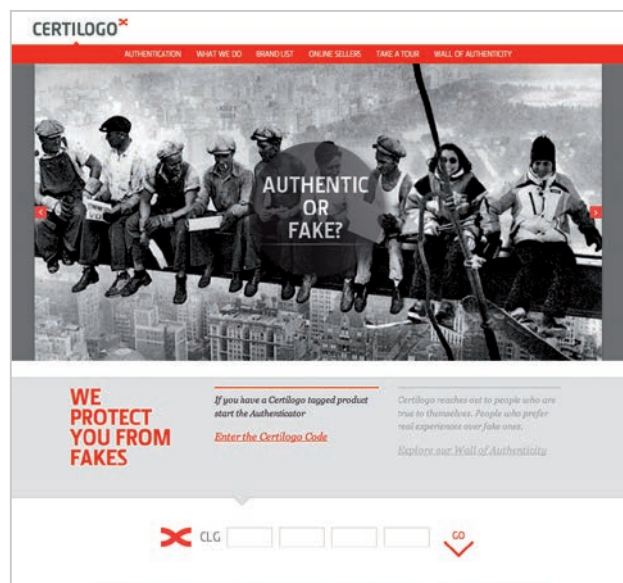 CERTILOGO
AUTHENTICATION WHAT WE DO BRAND LIST ONLINE SELLERS TAKE A TOUR WALL OF AUTHENTICITY
AUTHENTIC
OR
FAKE?
WE
PROTECT
YOU FROM
FAKES
If you have a Certilogo tagged product
start the Authenticator
Enter the Certilogo Code
Certilogo reaches out to people who are
true to themselves. People who prefer
real experiences over fake ones.
Explore our Wall of Authenticity
CLG
GO